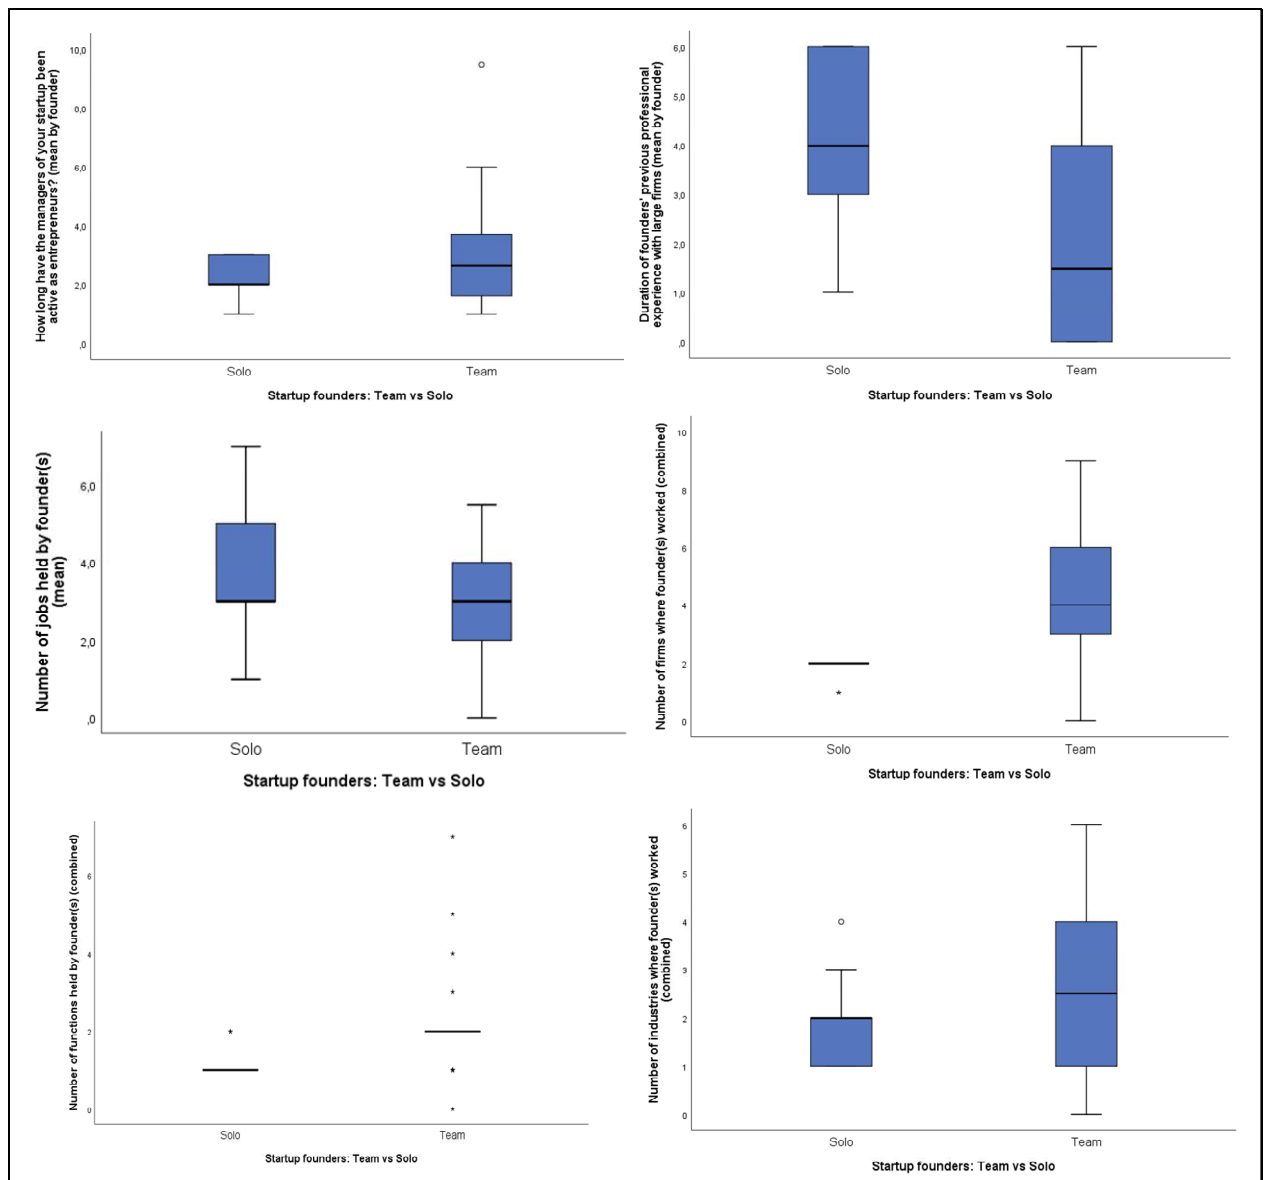 How long have the managers of your startup been
active as entrepreneurs? (mean by founder)
10,0
0,0
6,0
4,0
2,0
,0
Solo
Team
Startup founders: Team vs Solo
Duration of founders' previous professional
experience with large firms (mean by founder)
6,0
5,0
4,0
3,0
2,0
1,0
,0
Solo
Team
Startup founders: Team vs Solo
Number of jobs held by founder(s)
(mean)
6,0
4,0
2,0
,0
Solo
Team
Startup founders: Team vs Solo
Number of firms where founder(s) worked (combined)
10
8
6
4
2
0
Solo
Team
Startup founders: Team vs Solo
Number of functions held by founder(s) (combined)
6
4
2
0
Solo
Team
Startup founders: Team vs Solo
Number of industries where founder(s) worked
(combined)
6
5
4
3
2
1
0
Solo
Team
Startup founders: Team vs Solo